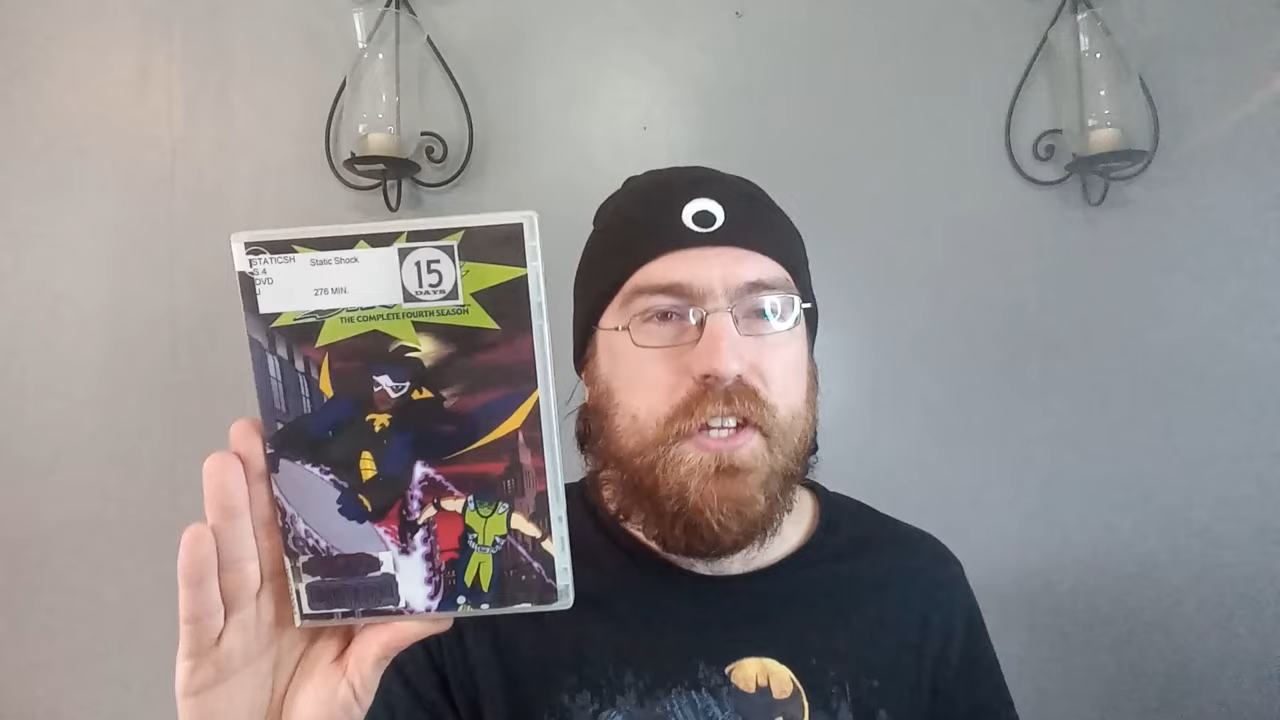 STATICSH
S.4
DVD
J
Static Shock
276 MIN.
15
DAYS
THE COMPLETE FOURTH SEASON